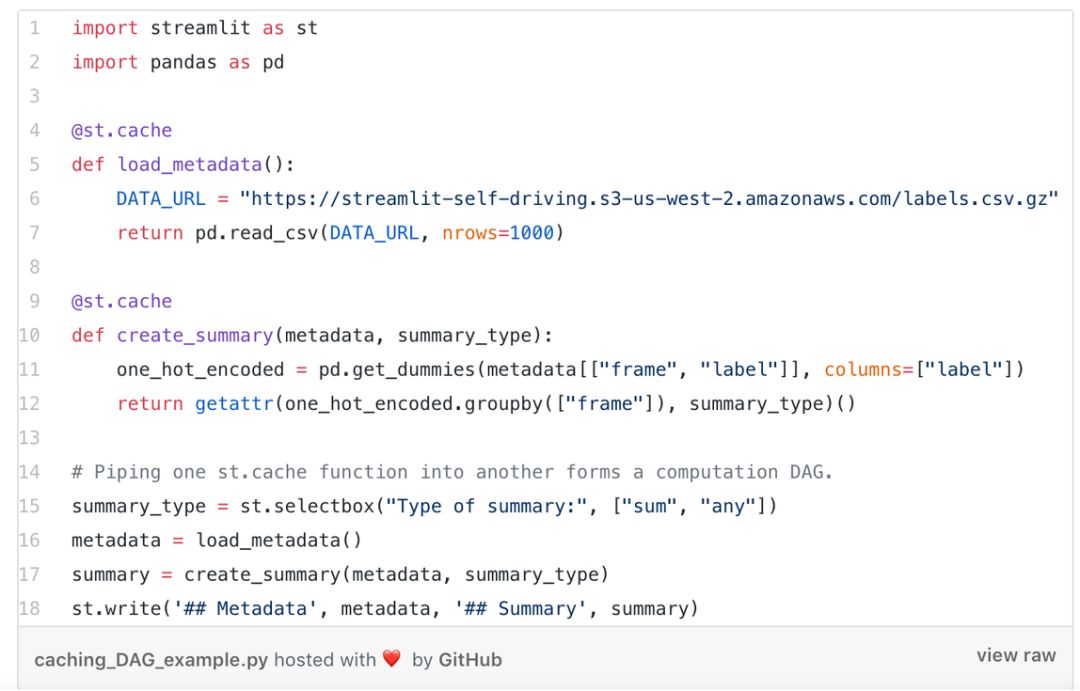 1 import streamlit as st
2 import pandas as pd
3
4 @st.cache
5 def load_metadata():
6     DATA_URL = "https://streamlit-self-driving.s3-us-west-2.amazonaws.com/labels.csv.gz"
7     return pd.read_csv(DATA_URL, nrows=1000)
8
9 @st.cache
10 def create_summary(metadata, summary_type):
11     one_hot_encoded = pd.get_dummies(metadata[["frame", "label"]], columns=["label"])
12     return getattr(one_hot_encoded.groupby(["frame"]), summary_type)()
13
14 # Piping one st.cache function into another forms a computation DAG.
15 summary_type = st.selectbox("Type of summary:", ["sum", "any"])
16 metadata = load_metadata()
17 summary = create_summary(metadata, summary_type)
18 st.write('## Metadata', metadata, '## Summary', summary)
caching_DAG_example.py hosted with ❤ by GitHub view raw